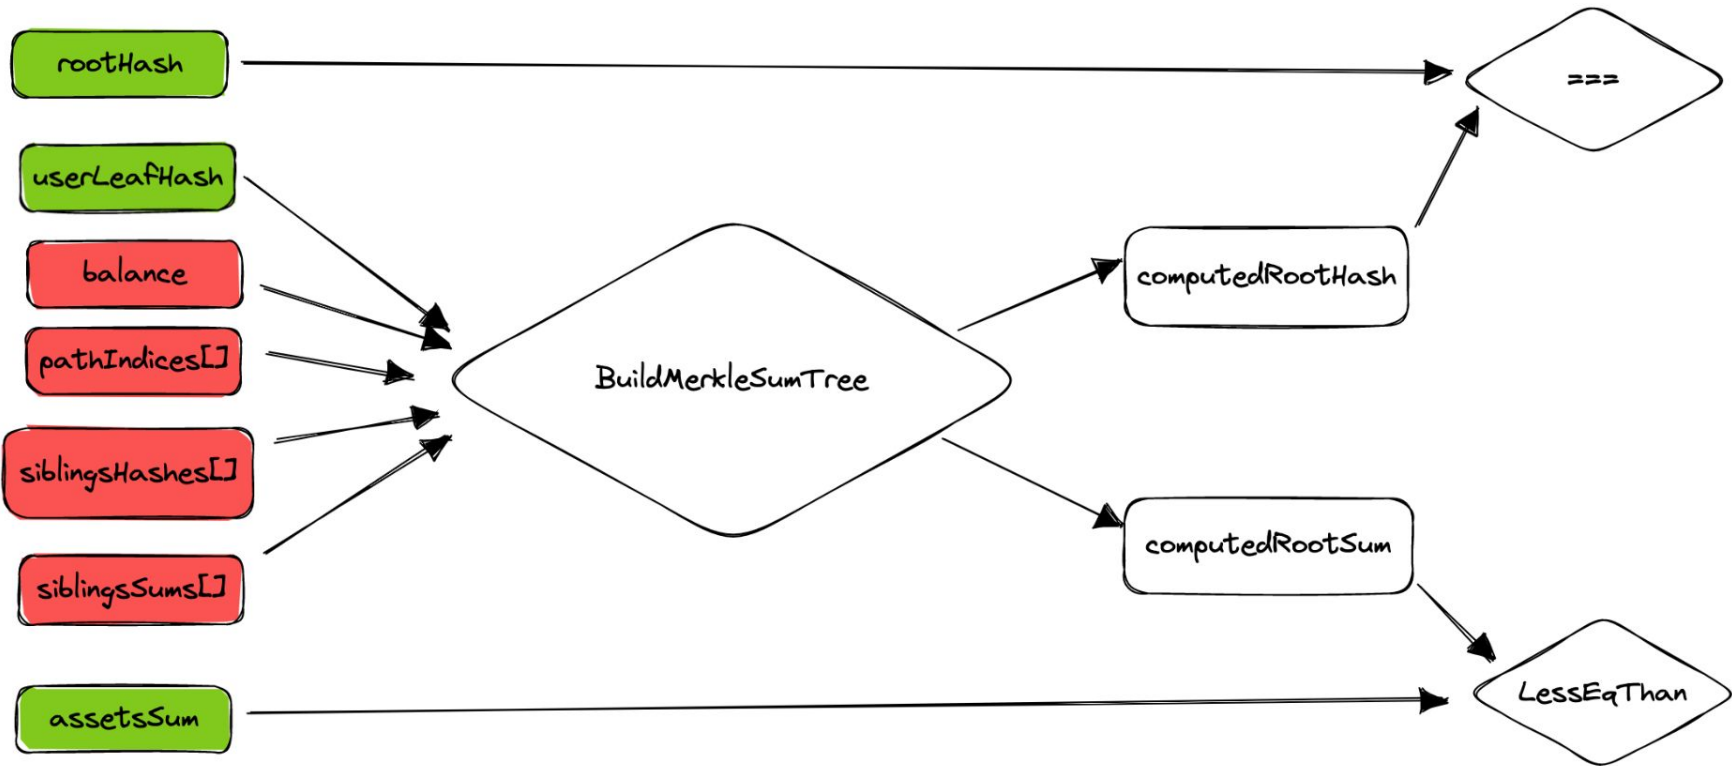 rootHash
===
userLeafHash
balance
computedRootHash
pathIndices[]
BuildMerkleSumTree
siblingsHashes[]
computedRootSum
siblingsSums[]
LessEqThan
assetsSum